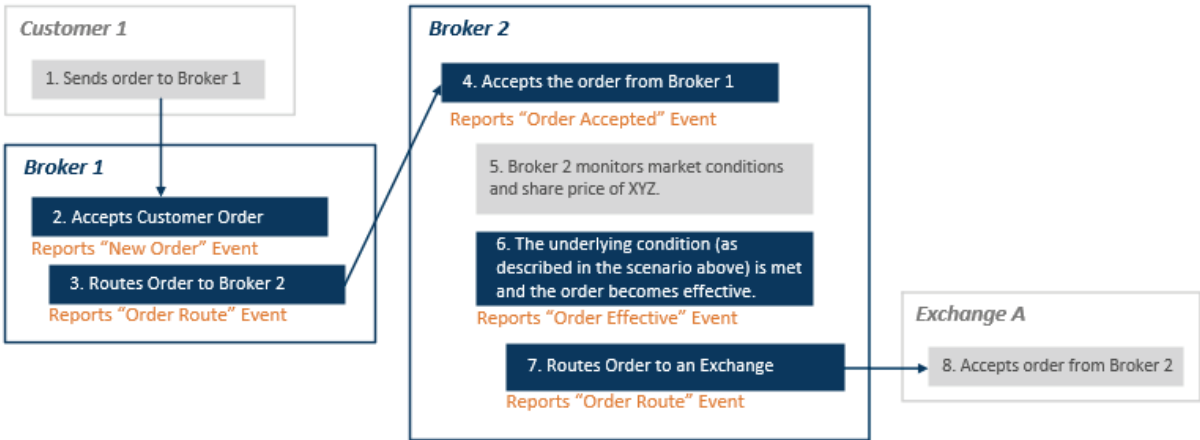 Customer 1
1. Sends order to Broker 1
Broker 1
2. Accepts Customer Order
Reports “New Order” Event
3. Routes Order to Broker 2
Reports “Order Route” Event
Broker 2
4. Accepts the order from Broker 1
Reports “Order Accepted” Event
5. Broker 2 monitors market conditions
and share price of XYZ.
6. The underlying condition (as
described in the scenario above) is met
and the order becomes effective.
Reports “Order Effective” Event
7. Routes Order to an Exchange
Reports “Order Route” Event
Exchange A
8. Accepts order from Broker 2